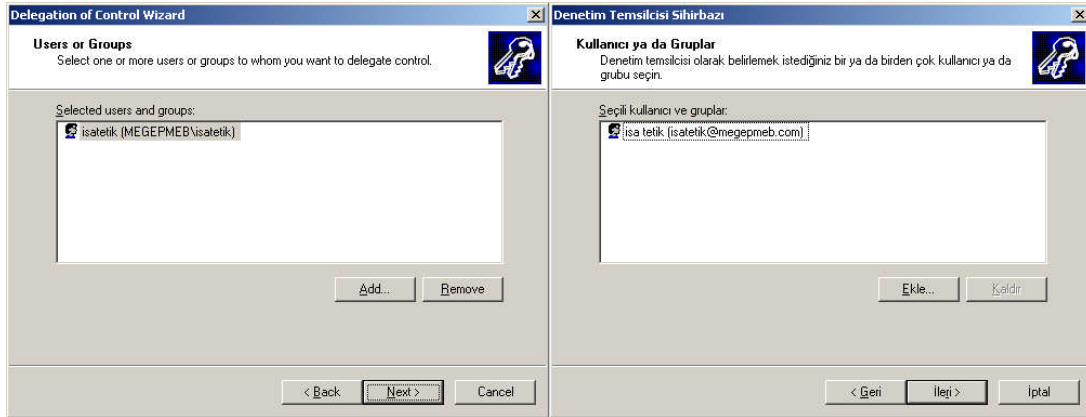 Delegation of Control Wizard
Users or Groups
Select one or more users or groups to whom you want to delegate control.
Selected users and groups:
isatetik (MEGEPMEB\isatetik)
Add...
Remove
< Back
Next >
Cancel
Denetim Temsilcisi Sihirbazı
Kullanıcı ya da Gruplar
Denetim temsilcisi olarak belirlemek istediğiniz bir ya da birden çok kullanıcı ya da
grubu seçin.
Seçili kullanıcı ve gruplar:
isa tetik (isatetik@megepmeb.com)
Ekle...
Kaldır
< Geri
İleri >
İptal